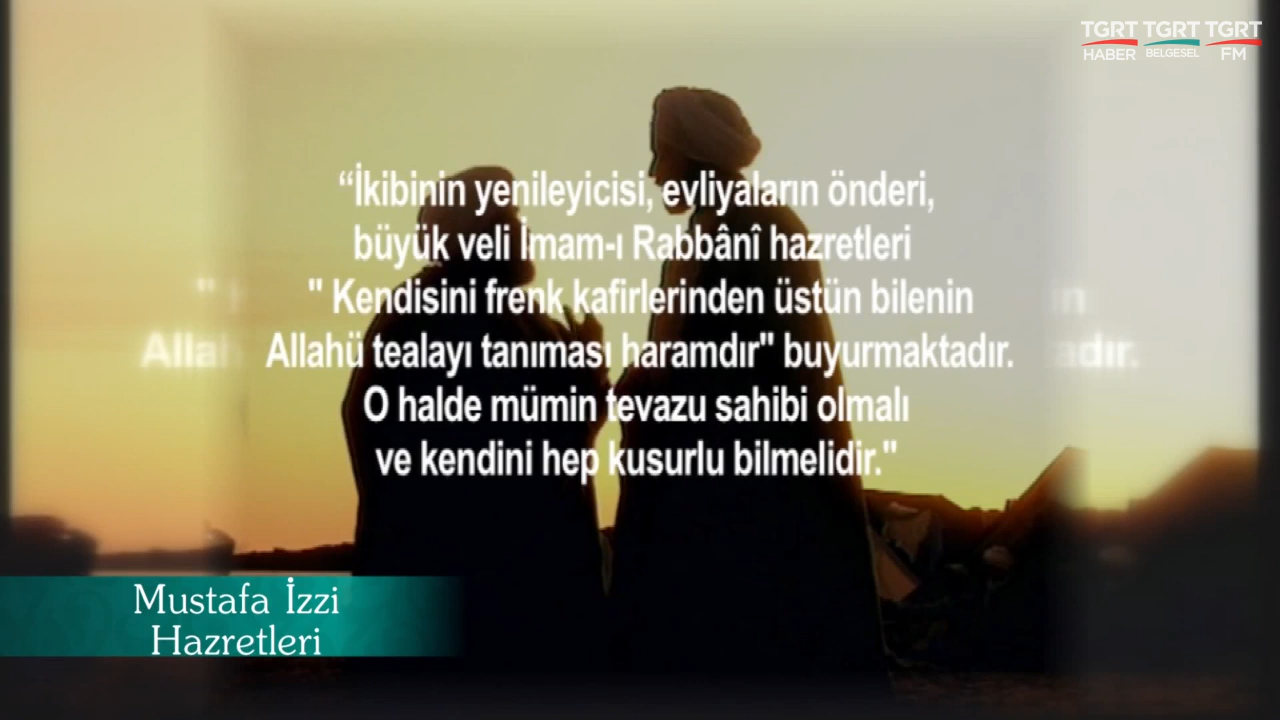 TGRT TGRT TGRT
HABER BELGESEL FM
“İkibinin yenileyicisi, evliyaların önderi,
büyük veli İmam-ı Rabbânî hazretleri
" Kendisini frenk kafirlerinden üstün bilenin
Allahü tealayı tanıması haramdır" buyurmaktadır.
O halde mümin tevazu sahibi olmalı
ve kendini hep kusurlu bilmelidir."
Mustafa İzzi
Hazretleri